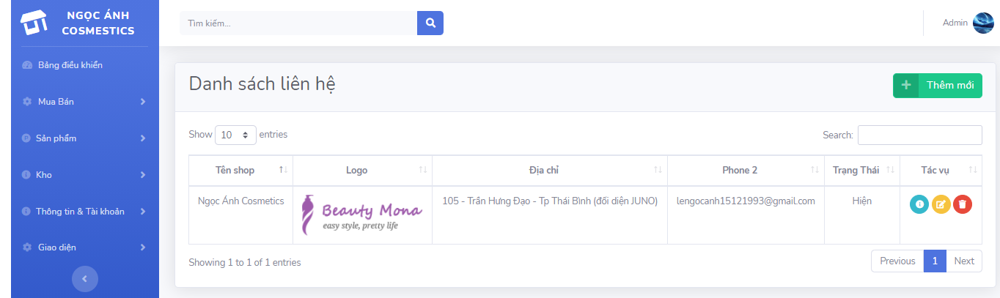 NGỌC ÁNH
COSMESTICS
Tìm kiếm...
Admin
Bảng điều khiển
Mua Bán
Sản phẩm
Kho
Thông tin & Tài khoản
Giao diện
Danh sách liên hệ
Thêm mới
Show 10 entries
Search:
Tên shop Logo Địa chỉ Phone 2 Trạng Thái Tác vụ
Ngọc Ánh Cosmetics Beauty Mona 105 - Trần Hưng Đạo - Tp Thái Bình (đối diện JUNO) lengocanh15121993@gmail.com Hiện
easy style, pretty life
Showing 1 to 1 of 1 entries
Previous 1 Next